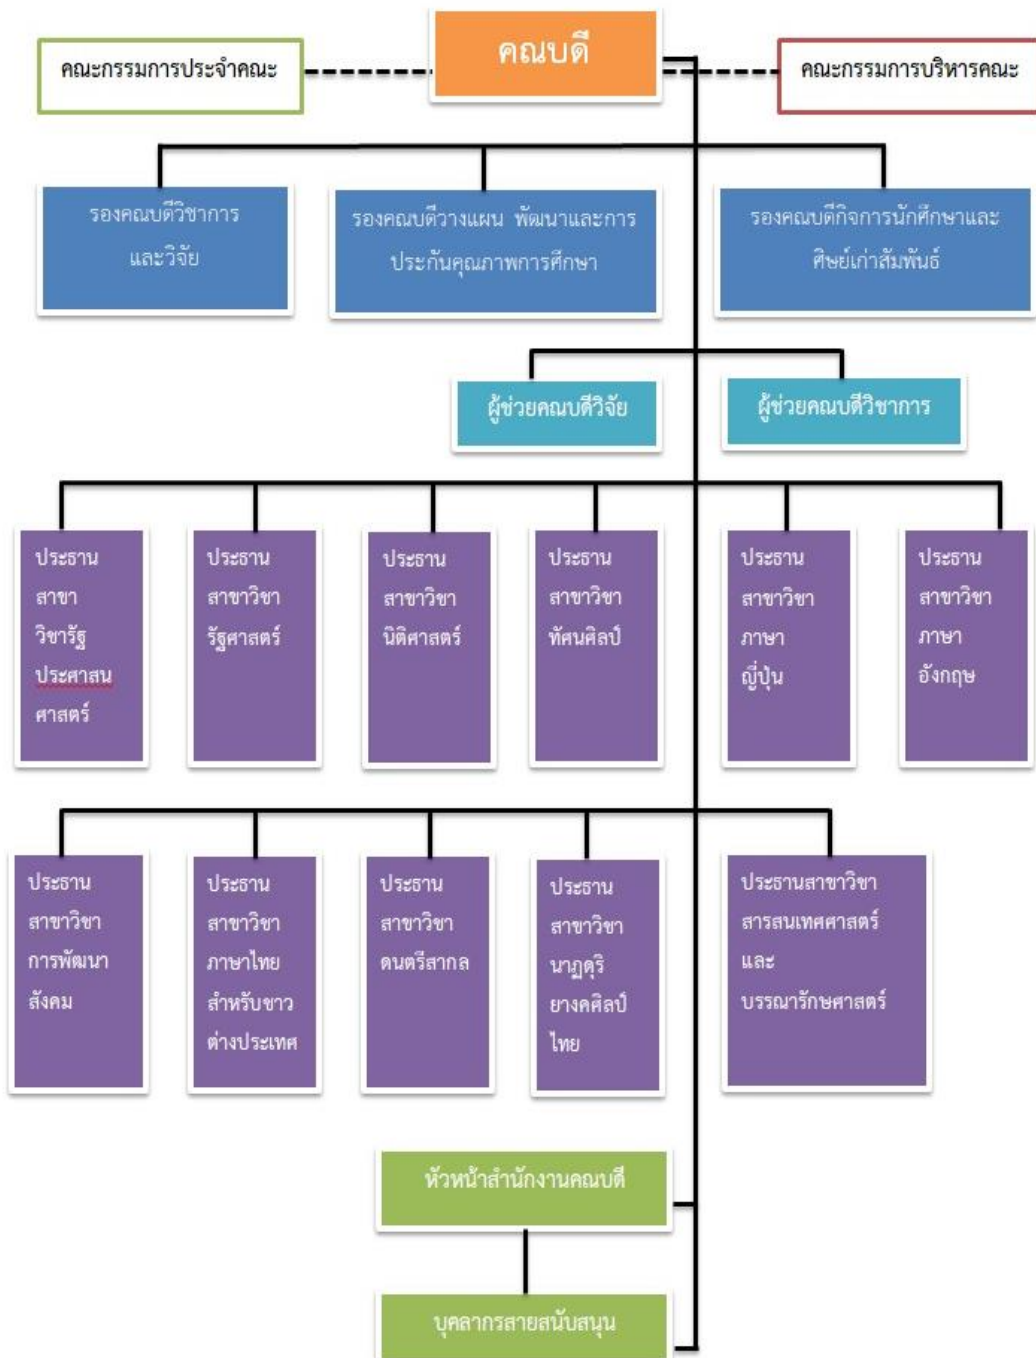 คณบดี
คณะกรรมการประจำคณะ
คณะกรรมการบริหารคณะ
รองคณบดีวิชาการ
และวิจัย
รองคณบดีวางแผน พัฒนาและการ
ประกันคุณภาพการศึกษา
รองคณบดีกิจการนักศึกษาและ
ศิษย์เก่าสัมพันธ์
ผู้ช่วยคณบดีวิจัย
ผู้ช่วยคณบดีวิชาการ
ประธาน
สาขา
วิชารัฐ
ประศาสน
ศาสตร์
ประธาน
สาขาวิชา
รัฐศาสตร์
ประธาน
สาขาวิชา
นิติศาสตร์
ประธาน
สาขาวิชา
ทัศนศิลป์
ประธาน
สาขาวิชา
ภาษา
ญี่ปุ่น
ประธาน
สาขาวิชา
ภาษา
อังกฤษ
ประธาน
สาขาวิชา
การพัฒนา
สังคม
ประธาน
สาขาวิชา
ภาษาไทย
สำหรับชาว
ต่างประเทศ
ประธาน
สาขาวิชา
ดนตรีสากล
ประธาน
สาขาวิชา
นาฏดุริ
ยางคศิลป์
ไทย
ประธานสาขาวิชา
สารสนเทศศาสตร์
และ
บรรณารักษศาสตร์
หัวหน้าสำนักงานคณบดี
บุคลากรสายสนับสนุน